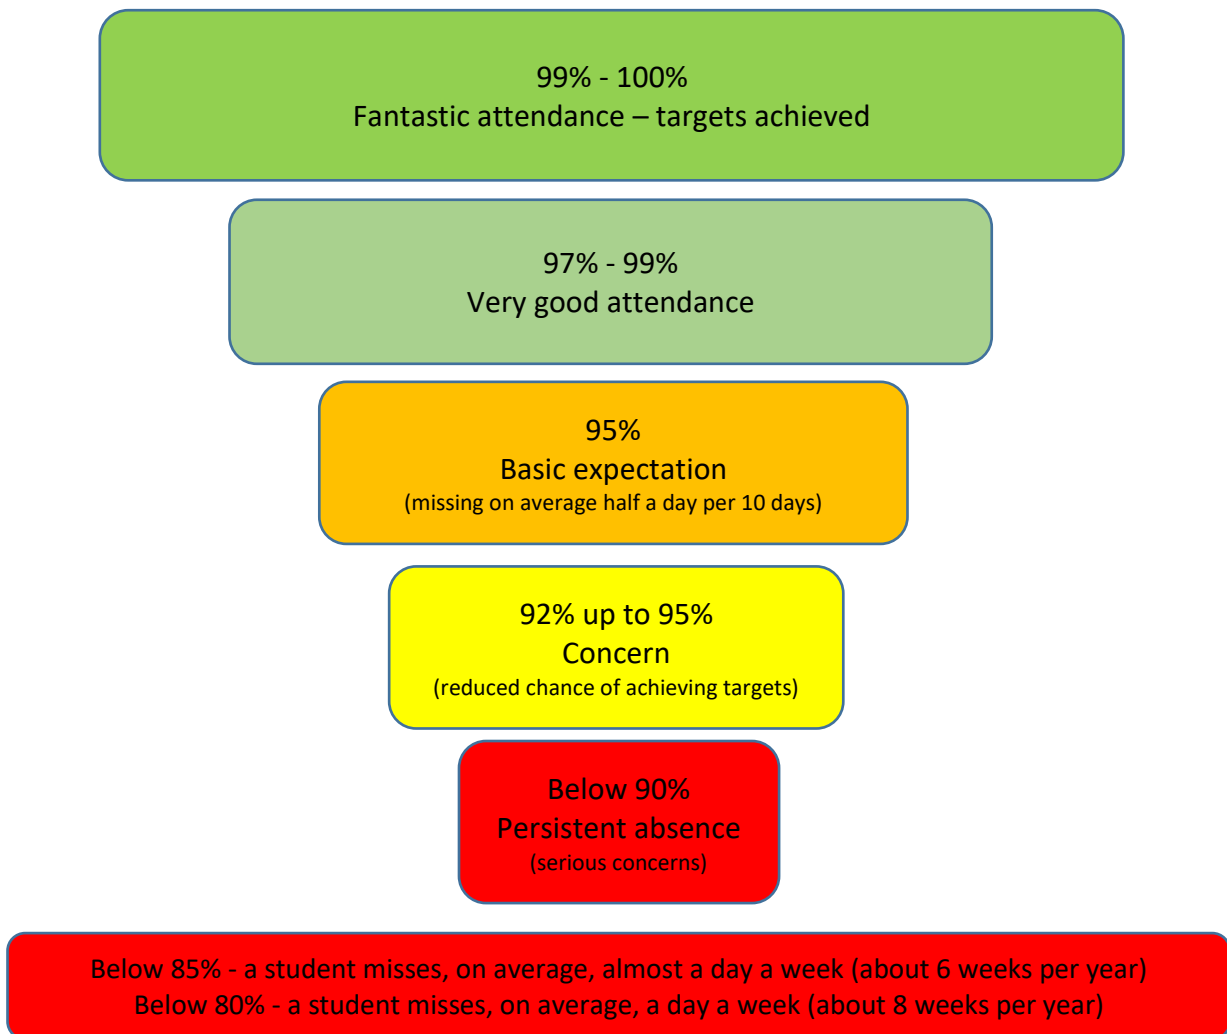 99% - 100%
Fantastic attendance – targets achieved
97% - 99%
Very good attendance
95%
Basic expectation
(missing on average half a day per 10 days)
92% up to 95%
Concern
(reduced chance of achieving targets)
Below 90%
Persistent absence
(serious concerns)
Below 85% - a student misses, on average, almost a day a week (about 6 weeks per year)
Below 80% - a student misses, on average, a day a week (about 8 weeks per year)